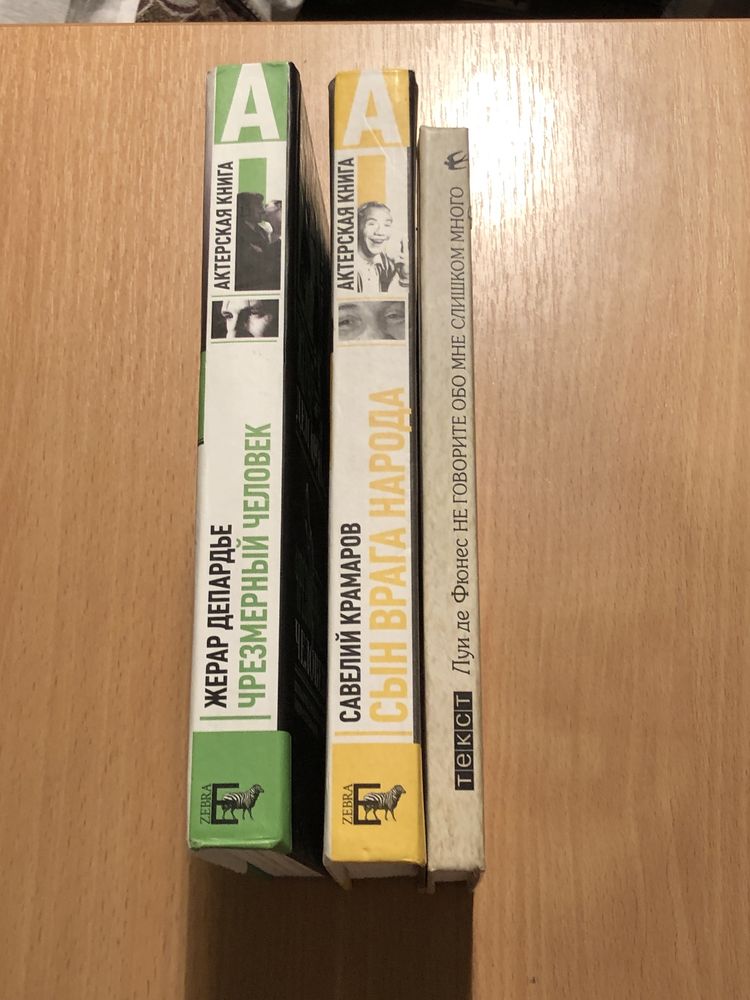 А
АКТЕРСКАЯ КНИГА
ЖЕРАР ДЕПАРДЬЕ
ЧРЕЗМЕРНЫЙ ЧЕЛОВЕК
ZEBRA E
А
АКТЕРСКАЯ КНИГА
САВЕЛИЙ КРАМАРОВ
СЫН ВРАГА НАРОДА
ZEBRA E
ТЕКСТ Луи де Фюнес НЕ ГОВОРИТЕ ОБО МНЕ СЛИШКОМ МНОГО